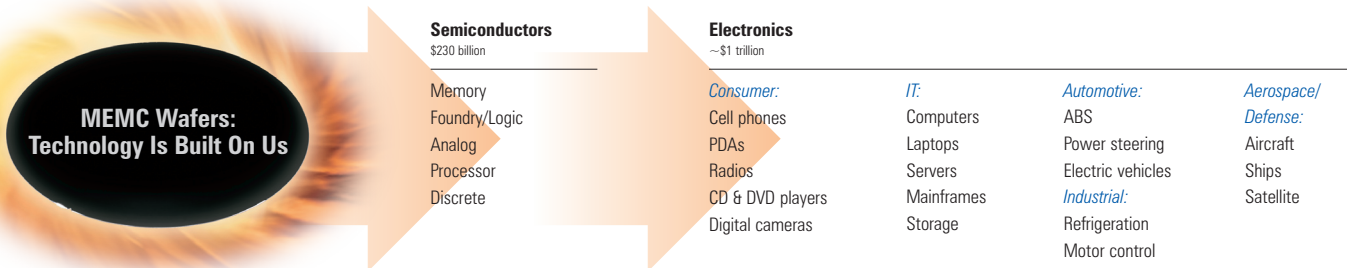 MEMC Wafers:
Technology Is Built On Us
Semiconductors
$230 billion
Memory
Foundry/Logic
Analog
Processor
Discrete
Electronics
~$1 trillion
Consumer:
Cell phones
PDAs
Radios
CD & DVD players
Digital cameras
IT:
Computers
Laptops
Servers
Mainframes
Storage
Automotive:
ABS
Power steering
Electric vehicles
Industrial:
Refrigeration
Motor control
Aerospace/
Defense:
Aircraft
Ships
Satellite